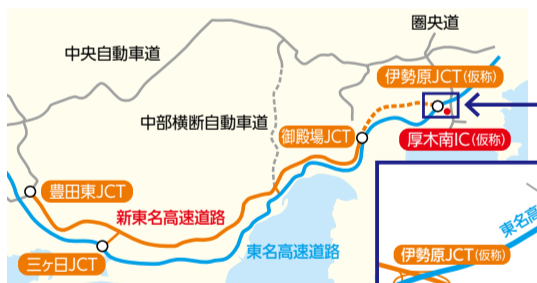 圏央道
中央自動車道
伊勢原JCT(仮称)
中部横断自動車道
御殿場JCT
厚木南IC(仮称)
豊田東JCT
新東名高速道路
東名高速道路
三ヶ日JCT
東名高
伊勢原JCT(仮称)